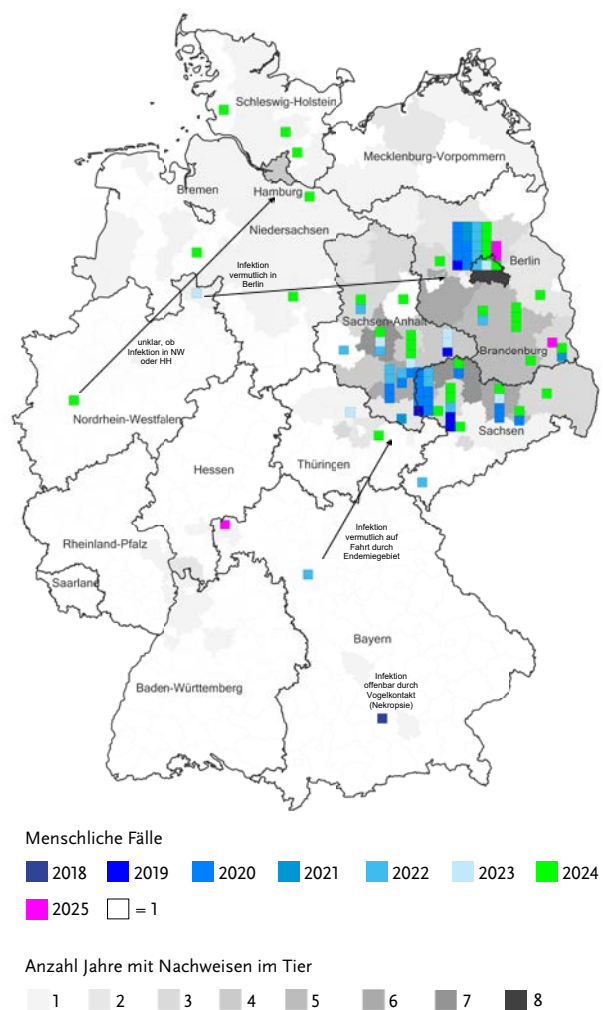 Schleswig-Holstein
Mecklenburg-Vorpommern
Bremen
Hamburg
Niedersachsen
Berlin
Infektion
vermutlich in
Berlin
Sachsen-Anhalt
unklar, ob
Infektion in NW
oder HH
Brandenburg
Nordrhein-Westfalen
Sachsen
Thüringen
Hessen
Infektion
vermutlich auf
Fahrt durch
Endemiegebiet
Rheinland-Pfalz
Saarland
Bayern
Infektion
offenbar durch
Vogelkontakt
(Nekropsie)
Baden-Württemberg
Menschliche Fälle
2018 2019 2020 2021 2022 2023 2024
2025 = 1
Anzahl Jahre mit Nachweisen im Tier
1 2 3 4 5 6 7 8